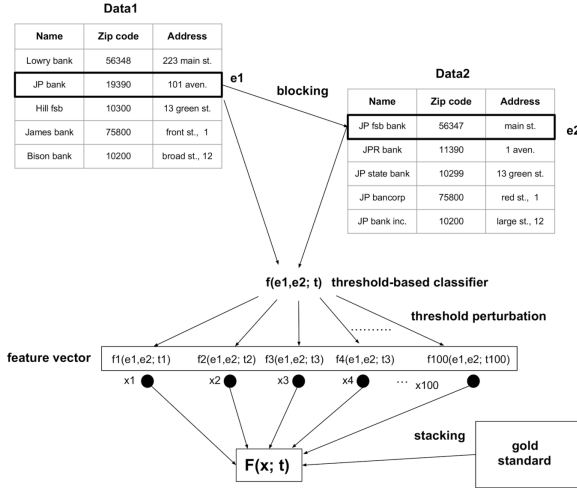 Data1
Name Zip code Address
Lowry bank 56348 223 main st.
JP bank 19390 101 aven.
Hill fsb 10300 13 green st.
James bank 75800 front st., 1
Bison bank 10200 broad st., 12
e1
blocking
Data2
Name Zip code Address
JP fsb bank 56347 main st.
JPR bank 11390 1 aven.
JP state bank 10299 13 green st.
JP bancorp 75800 red st., 1
JP bank inc. 10200 large st., 12
e2
f(e1,e2; t) threshold-based classifier
threshold perturbation
..........
feature vector
f1(e1,e2; t1) f2(e1,e2; t2) f3(e1,e2; t3) f4(e1,e2; t3) f100(e1,e2; t100)
x1 x2 x3 x4 ... x100
stacking
F(x; t)
gold
standard